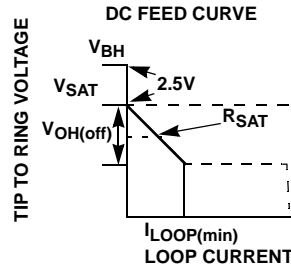 DC FEED CURVE
VBH
VSAT
2.5V
VOH(off)
RSAT
TIP TO RING VOLTAGE
ILOOP(min)
LOOP CURRENT